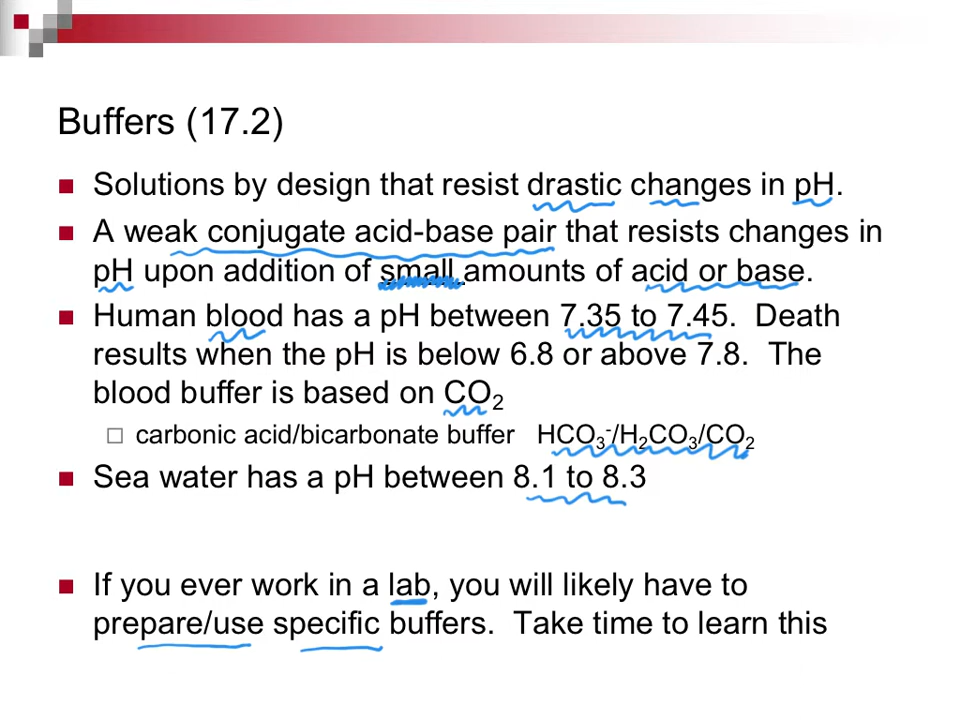 Buffers (17.2)
Solutions by design that resist drastic changes in pH.
A weak conjugate acid-base pair that resists changes in
pH upon addition of small amounts of acid or base.
Human blood has a pH between 7.35 to 7.45.  Death
results when the pH is below 6.8 or above 7.8.  The
blood buffer is based on CO₂
carbonic acid/bicarbonate buffer   HCO₃⁻/H₂CO₃/CO₂
Sea water has a pH between 8.1 to 8.3
If you ever work in a lab, you will likely have to
prepare/use specific buffers.  Take time to learn this